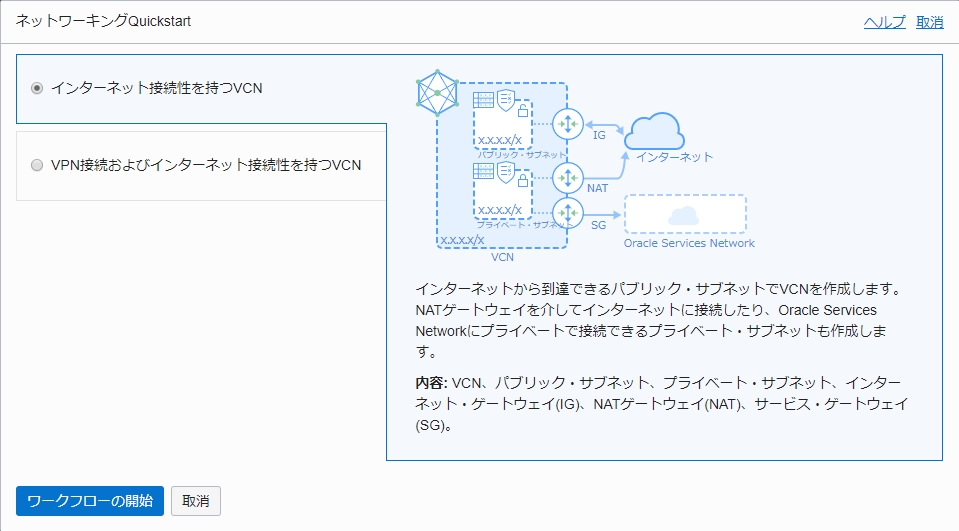 ネットワーキングQuickstart
ヘルプ 取消
インターネット接続性を持つVCN
VPN接続およびインターネット接続性を持つVCN
x.x.x.x/x
パブリック・サブネット
IG
インターネット
NAT
x.x.x.x/x
プライベート・サブネット
SG
x.x.x.x/x
Oracle Services Network
VCN
インターネットから到達できるパブリック・サブネットでVCNを作成します。
NATゲートウェイを介してインターネットに接続したり、Oracle Services
Networkにプライベートで接続できるプライベート・サブネットも作成しま
す。
内容: VCN、パブリック・サブネット、プライベート・サブネット、インター
ネット・ゲートウェイ(IG)、NATゲートウェイ(NAT)、サービス・ゲートウェイ
(SG)。
ワークフローの開始 取消